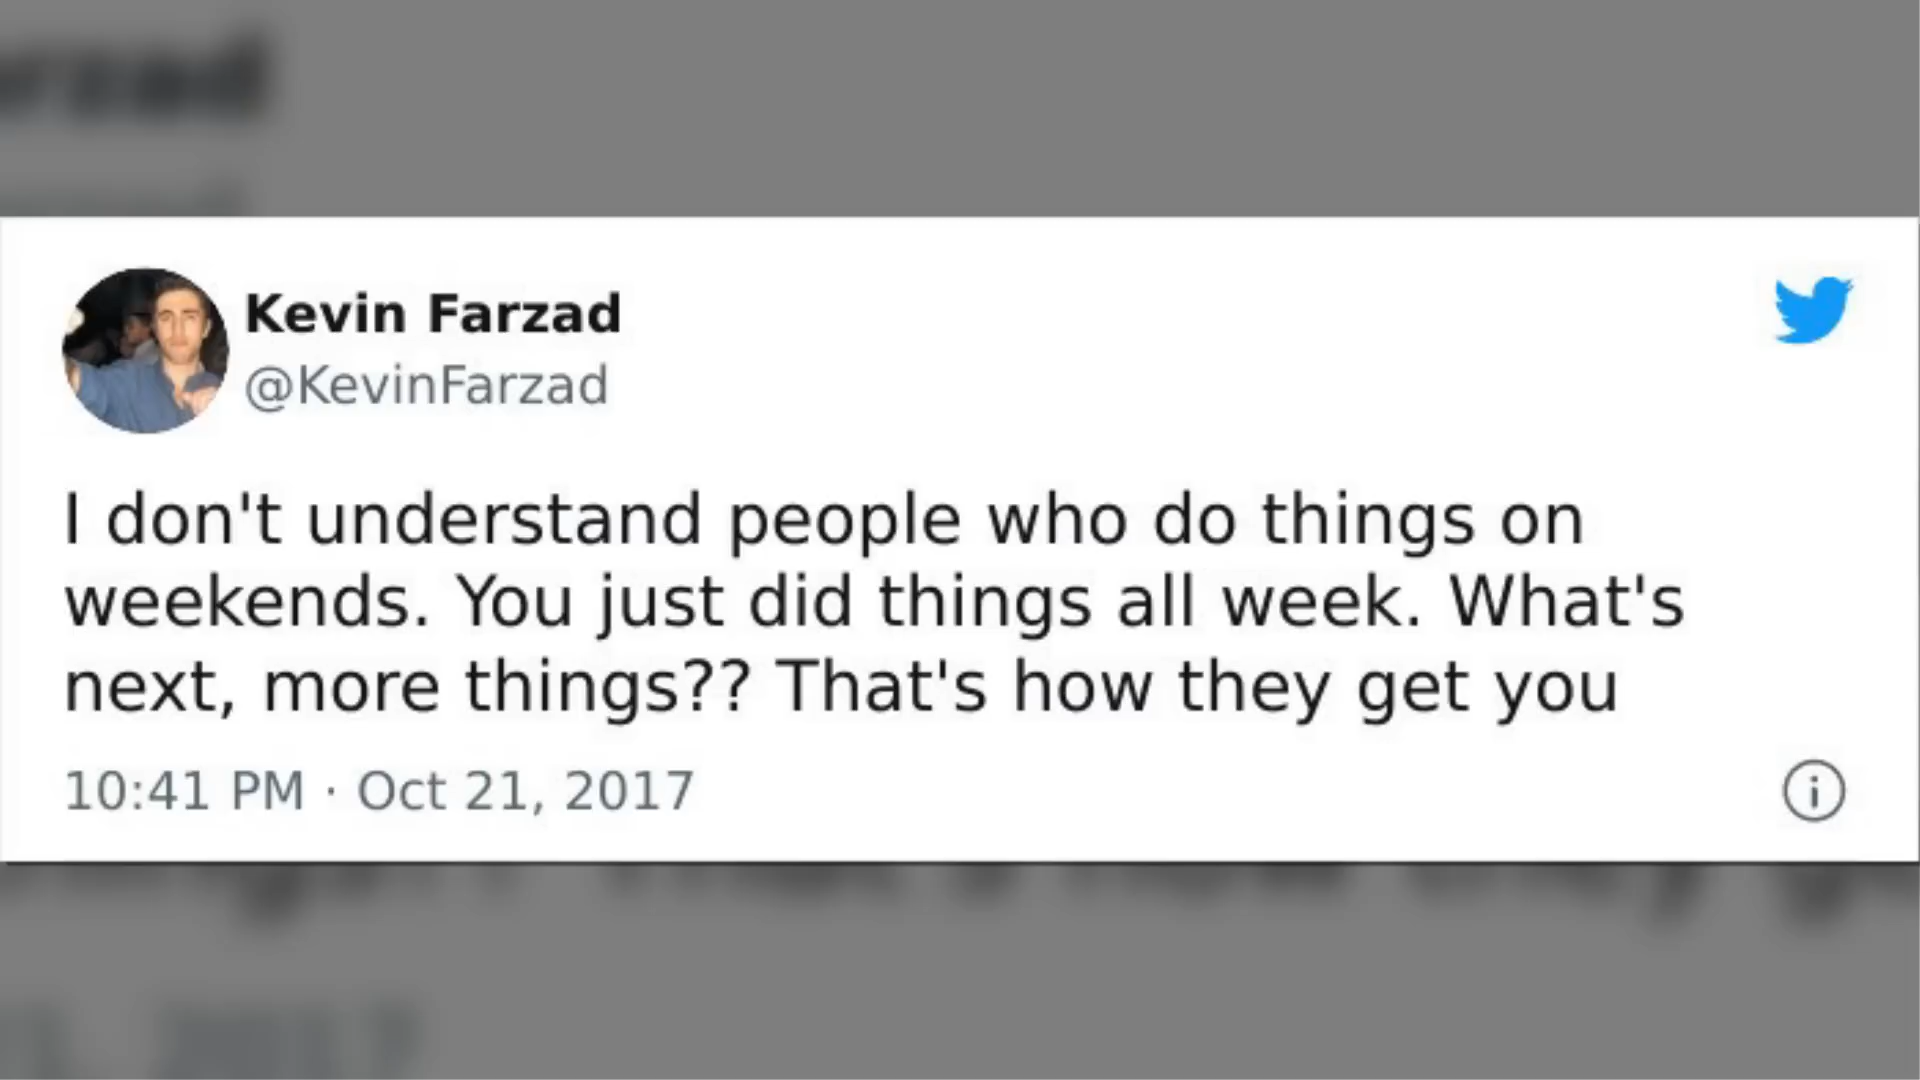 Kevin Farzad
@KevinFarzad
I don't understand people who do things on
weekends. You just did things all week. What's
next, more things?? That's how they get you
10:41 PM · Oct 21, 2017